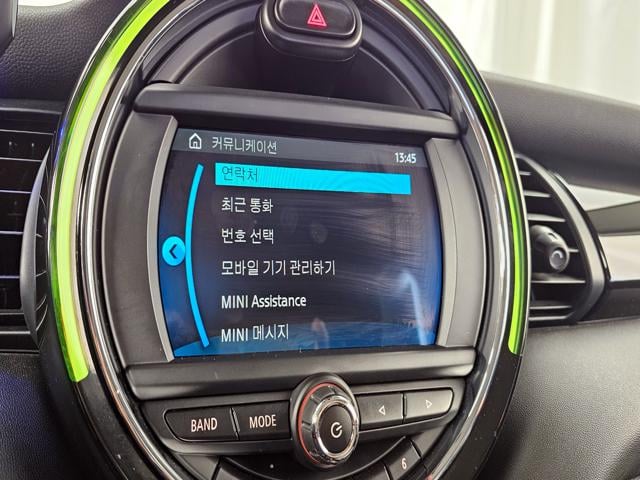 커뮤니케이션
13:45
연락처
최근 통화
번호 선택
모바일 기기 관리하기
MINI Assistance
MINI 메시지
BAND MODE
6